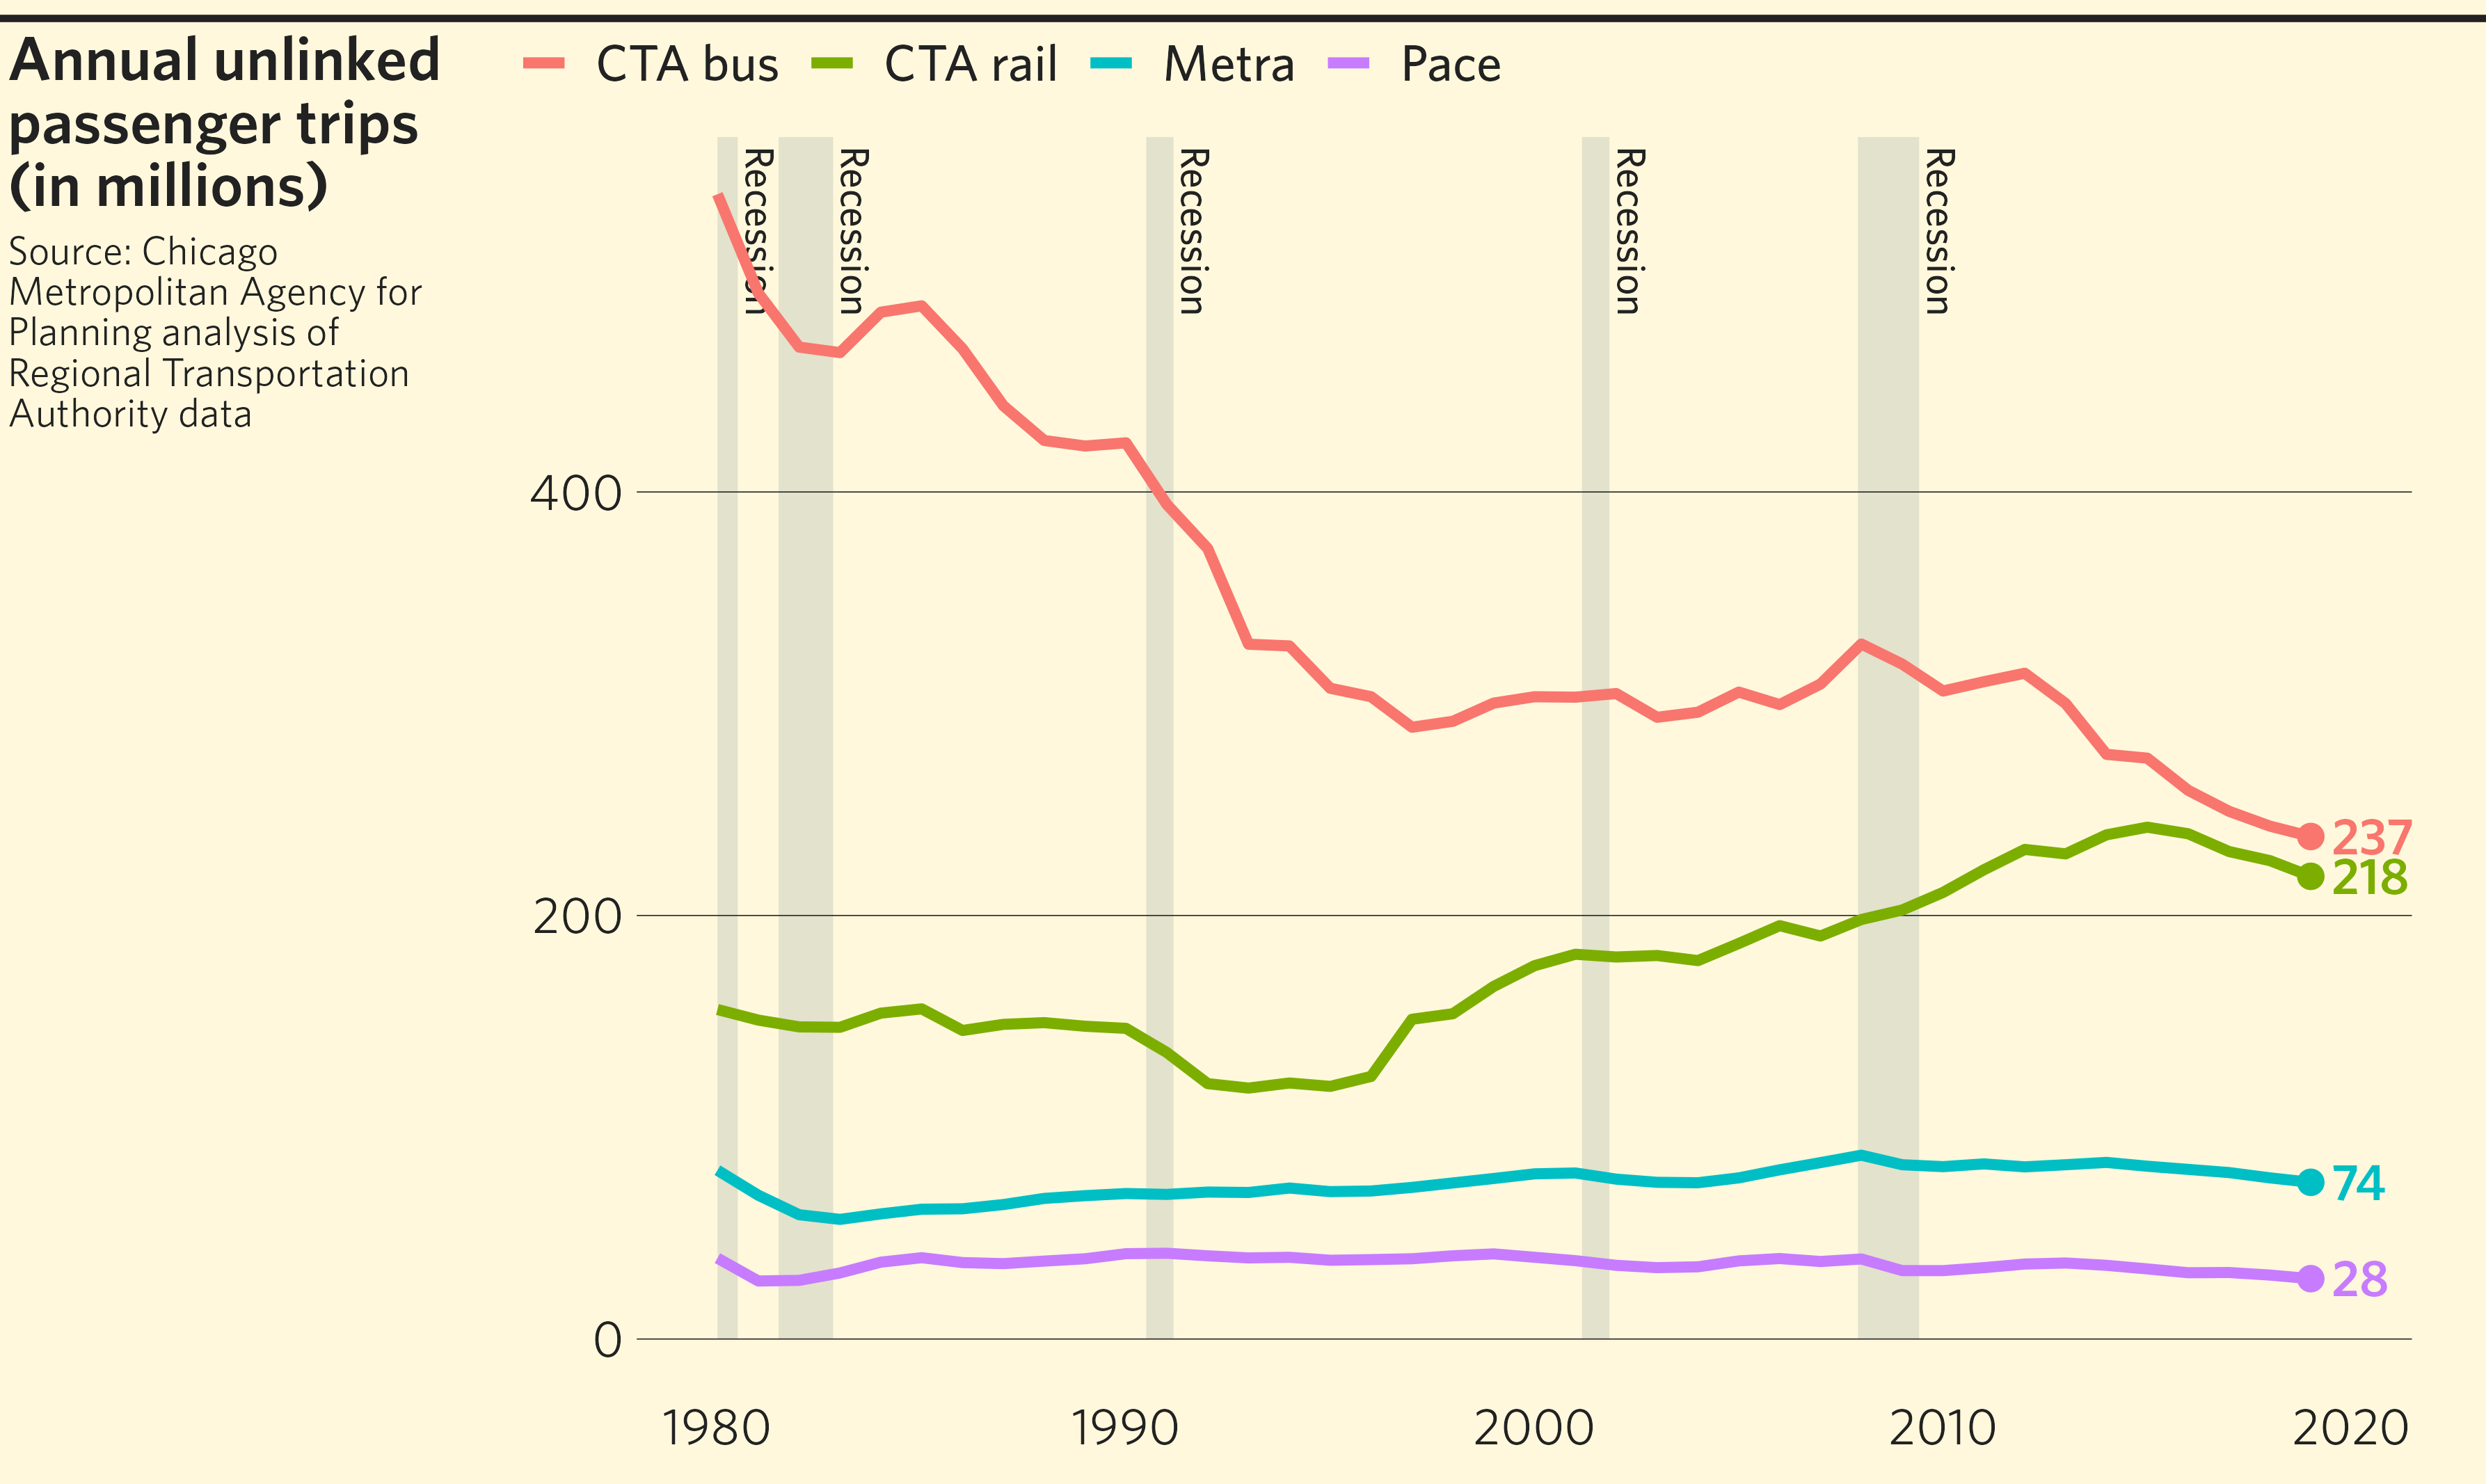 Annual unlinked
passenger trips
(in millions)
Source: Chicago
Metropolitan Agency for
Planning analysis of
Regional Transportation
Authority data
CTA bus CTA rail Metra Pace
Recession
Recession
Recession
Recession
Recession
400
200
0
237
218
74
28
1980 1990 2000 2010 2020